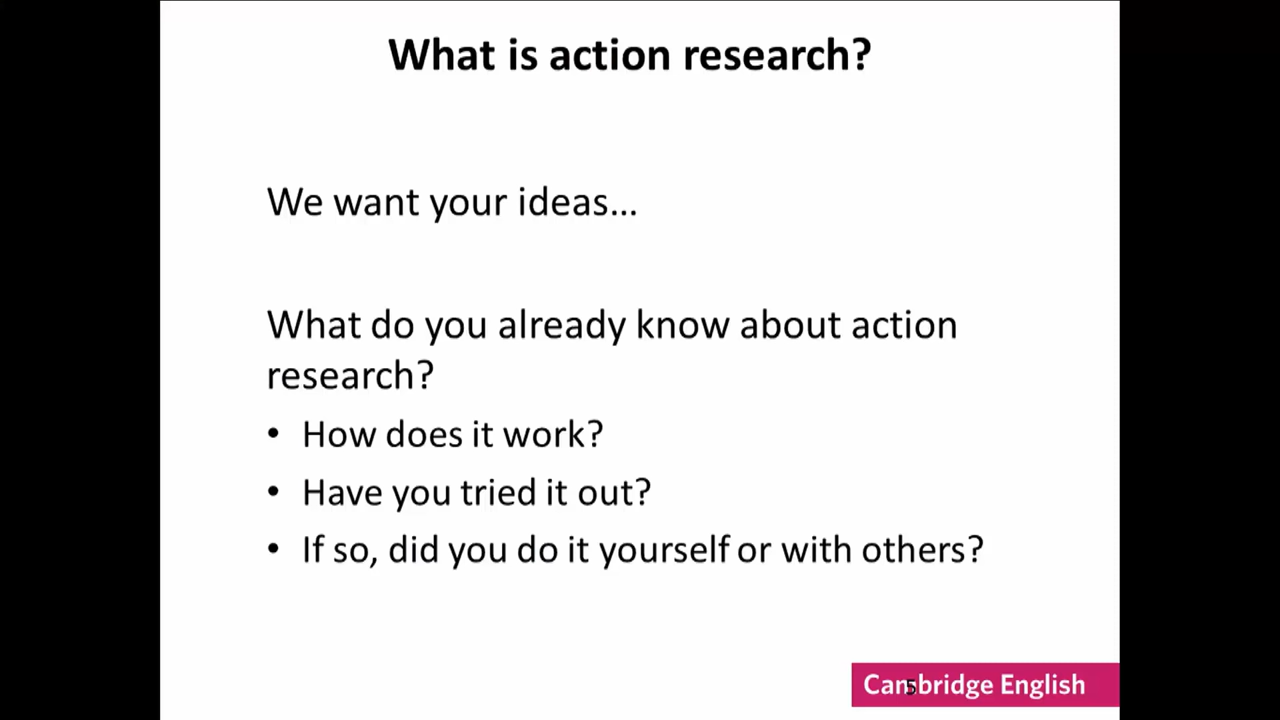 What is action research?
We want your ideas...
What do you already know about action
research?
• How does it work?
• Have you tried it out?
• If so, did you do it yourself or with others?
Cambridge English
5